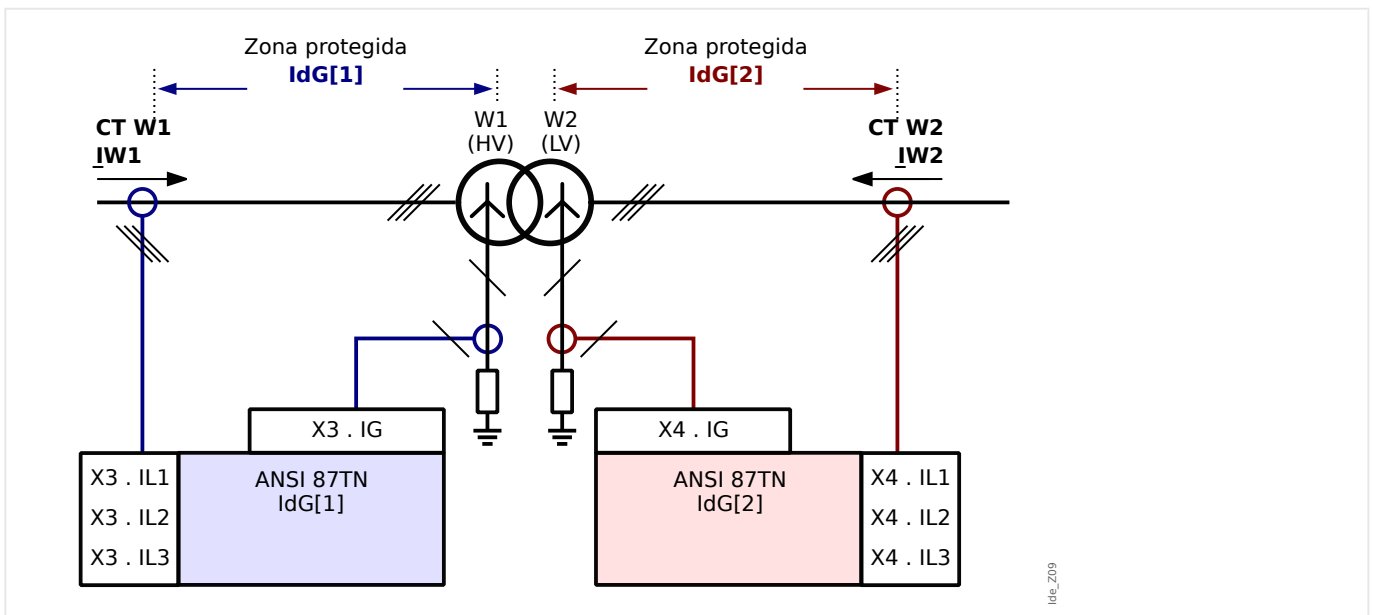 Zona protegida
IdG[1]
Zona protegida
IdG[2]
CT W1
IW1
W1
(HV)
W2
(LV)
CT W2
IW2
X3 . IG
X4 . IG
X3 . IL1
X3 . IL2
X3 . IL3
ANSI 87TN
IdG[1]
ANSI 87TN
IdG[2]
X4 . IL1
X4 . IL2
X4 . IL3
Ide_Z09